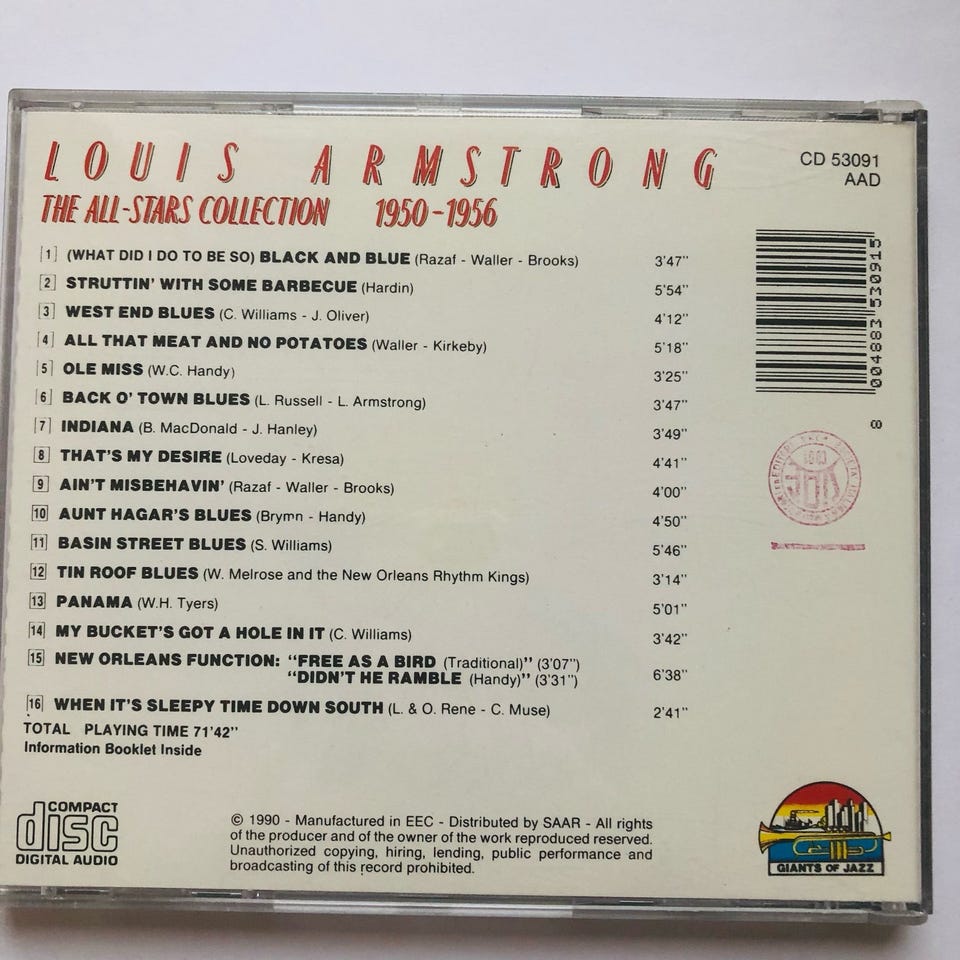 LOUIS ARMSTRONG
CD 53091
AAD
THE ALL-STARS COLLECTION 1950-1956
[1] (WHAT DID I DO TO BE SO) BLACK AND BLUE (Razaf - Waller - Brooks) 3'47"
[2] STRUTTIN' WITH SOME BARBECUE (Hardin) 5'54"
[3] WEST END BLUES (C. Williams - J. Oliver) 4'12"
[4] ALL THAT MEAT AND NO POTATOES (Waller - Kirkeby) 5'18"
[5] OLE MISS (W.C. Handy) 3'25"
[6] BACK O' TOWN BLUES (L. Russell - L. Armstrong) 3'47"
[7] INDIANA (B. MacDonald - J. Hanley) 3'49"
[8] THAT'S MY DESIRE (Loveday - Kresa) 4'41"
[9] AIN'T MISBEHAVIN' (Razaf - Waller - Brooks) 4'00"
[10] AUNT HAGAR'S BLUES (Brymn - Handy) 4'50"
[11] BASIN STREET BLUES (S. Williams) 5'46"
[12] TIN ROOF BLUES (W. Melrose and the New Orleans Rhythm Kings) 3'14"
[13] PANAMA (W.H. Tyers) 5'01"
[14] MY BUCKET'S GOT A HOLE IN IT (C. Williams) 3'42"
[15] NEW ORLEANS FUNCTION: "FREE AS A BIRD (Traditional)" (3'07")
"DIDN'T HE RAMBLE (Handy)" (3'31") 6'38"
[16] WHEN IT'S SLEEPY TIME DOWN SOUTH (L. & O. Rene - C. Muse) 2'41"
TOTAL PLAYING TIME 71'42"
Information Booklet Inside
004883 530915
8
COMPACT
disc
DIGITAL AUDIO
© 1990 - Manufactured in EEC - Distributed by SAAR - All rights
of the producer and of the owner of the work reproduced reserved.
Unauthorized copying, hiring, lending, public performance and
broadcasting of this record prohibited.
GIANTS OF JAZZ